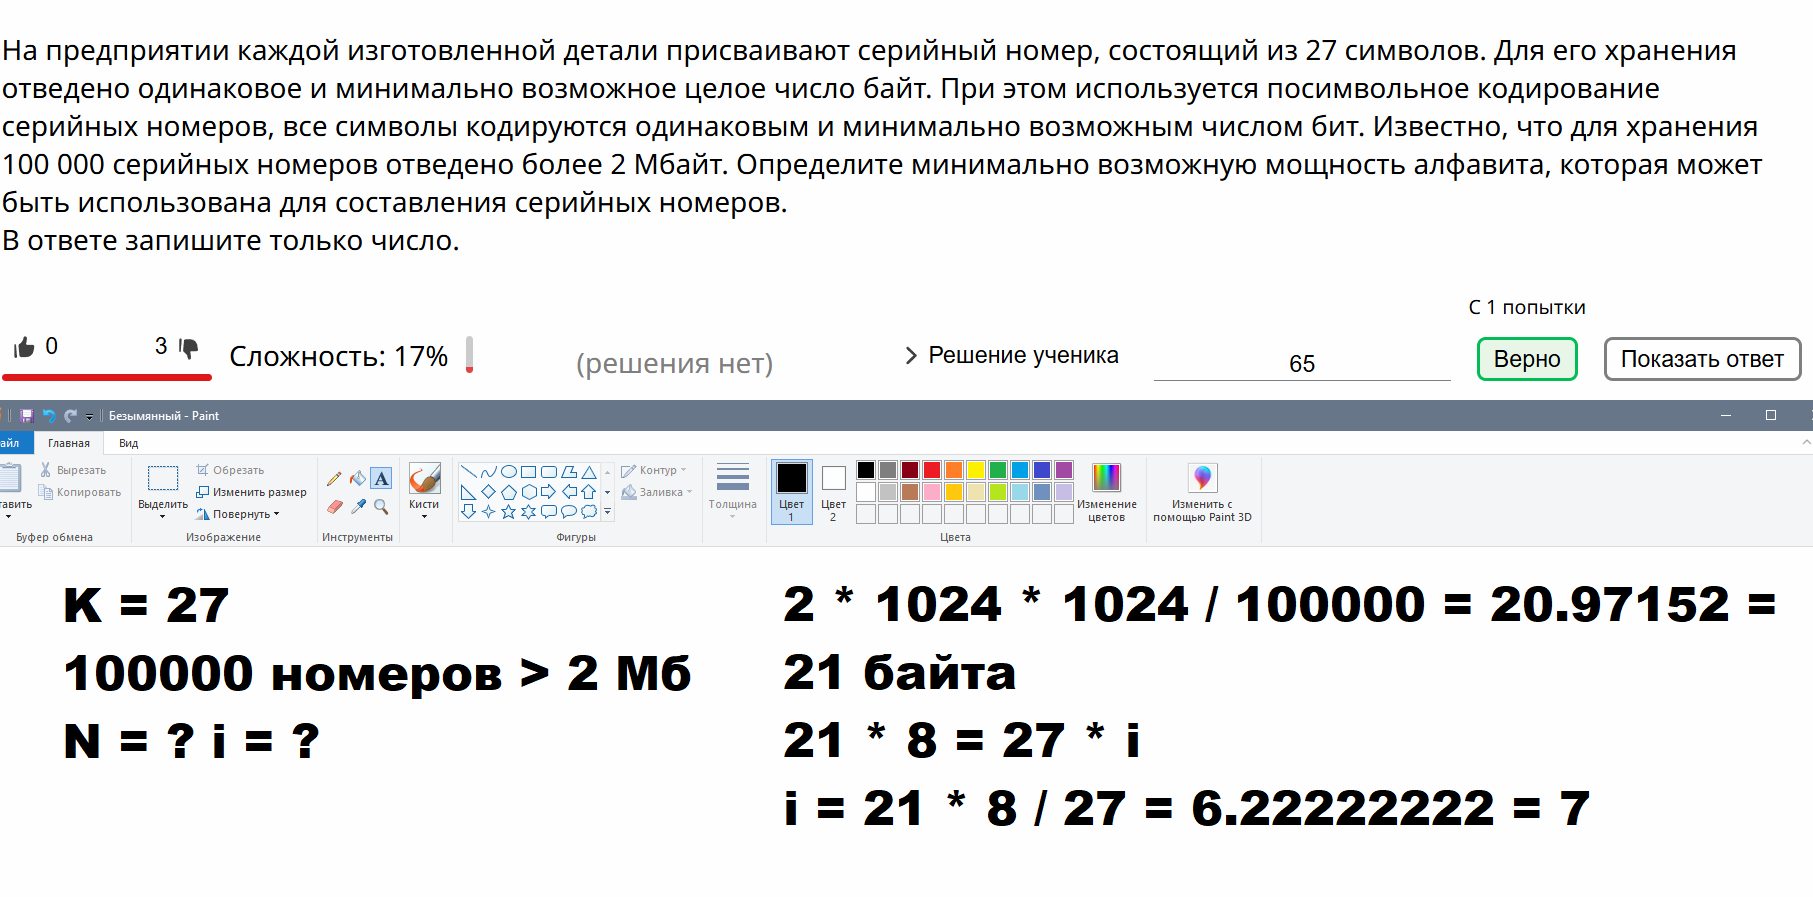 На предприятии каждой изготовленной детали присваивают серийный номер, состоящий из 27 символов. Для его хранения
отведено одинаковое и минимально возможное целое число байт. При этом используется посимвольное кодирование
серийных номеров, все символы кодируются одинаковым и минимально возможным числом бит. Известно, что для хранения
100 000 серийных номеров отведено более 2 Мбайт. Определите минимально возможную мощность алфавита, которая может
быть использована для составления серийных номеров.
В ответе запишите только число.
С 1 попытки
0 3 Сложность: 17% (решения нет) Решение ученика 65 Верно Показать ответ
Безымянный - Paint
айл Главная Вид
Вырезать
Копировать
тавить
Буфер обмена
Выделить
Обрезать
Изменить размер
Повернуть
Изображение
A
Инструменты
Кисти
Контур
Заливка
Фигуры
Толщина
Цвет
1
Цвет
2
Изменение
цветов
Цвета
Изменить с
помощью Paint 3D
K = 27
100000 номеров > 2 Мб
N = ? i = ?
2 * 1024 * 1024 / 100000 = 20.97152 =
21 байта
21 * 8 = 27 * i
i = 21 * 8 / 27 = 6.22222222 = 7